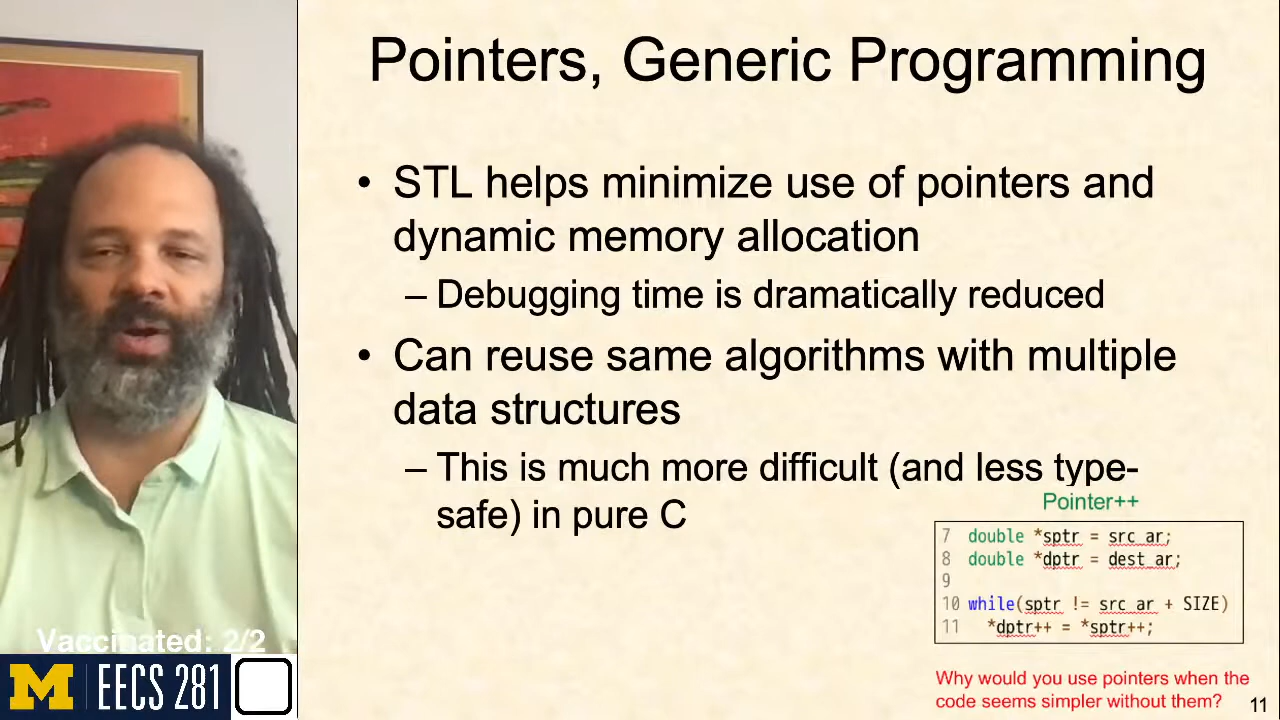 Pointers, Generic Programming
• STL helps minimize use of pointers and
dynamic memory allocation
– Debugging time is dramatically reduced
• Can reuse same algorithms with multiple
data structures
– This is much more difficult (and less type-
safe) in pure C
Pointer++
7 double *sptr = src_ar;
8 double *dptr = dest_ar;
9
10 while(sptr != src_ar + SIZE)
11 *dptr++ = *sptr++;
Why would you use pointers when the
code seems simpler without them?
11
Vaccinated: 2/2
M EECS 281